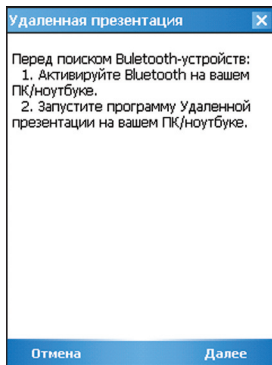 Удаленная презентация
Перед поиском Buletooth-устройств:
1. Активируйте Bluetooth на вашем
ПК/ноутбуке.
2. Запустите программу Удаленной
презентации на вашем ПК/ноутбуке.
Отмена Далее